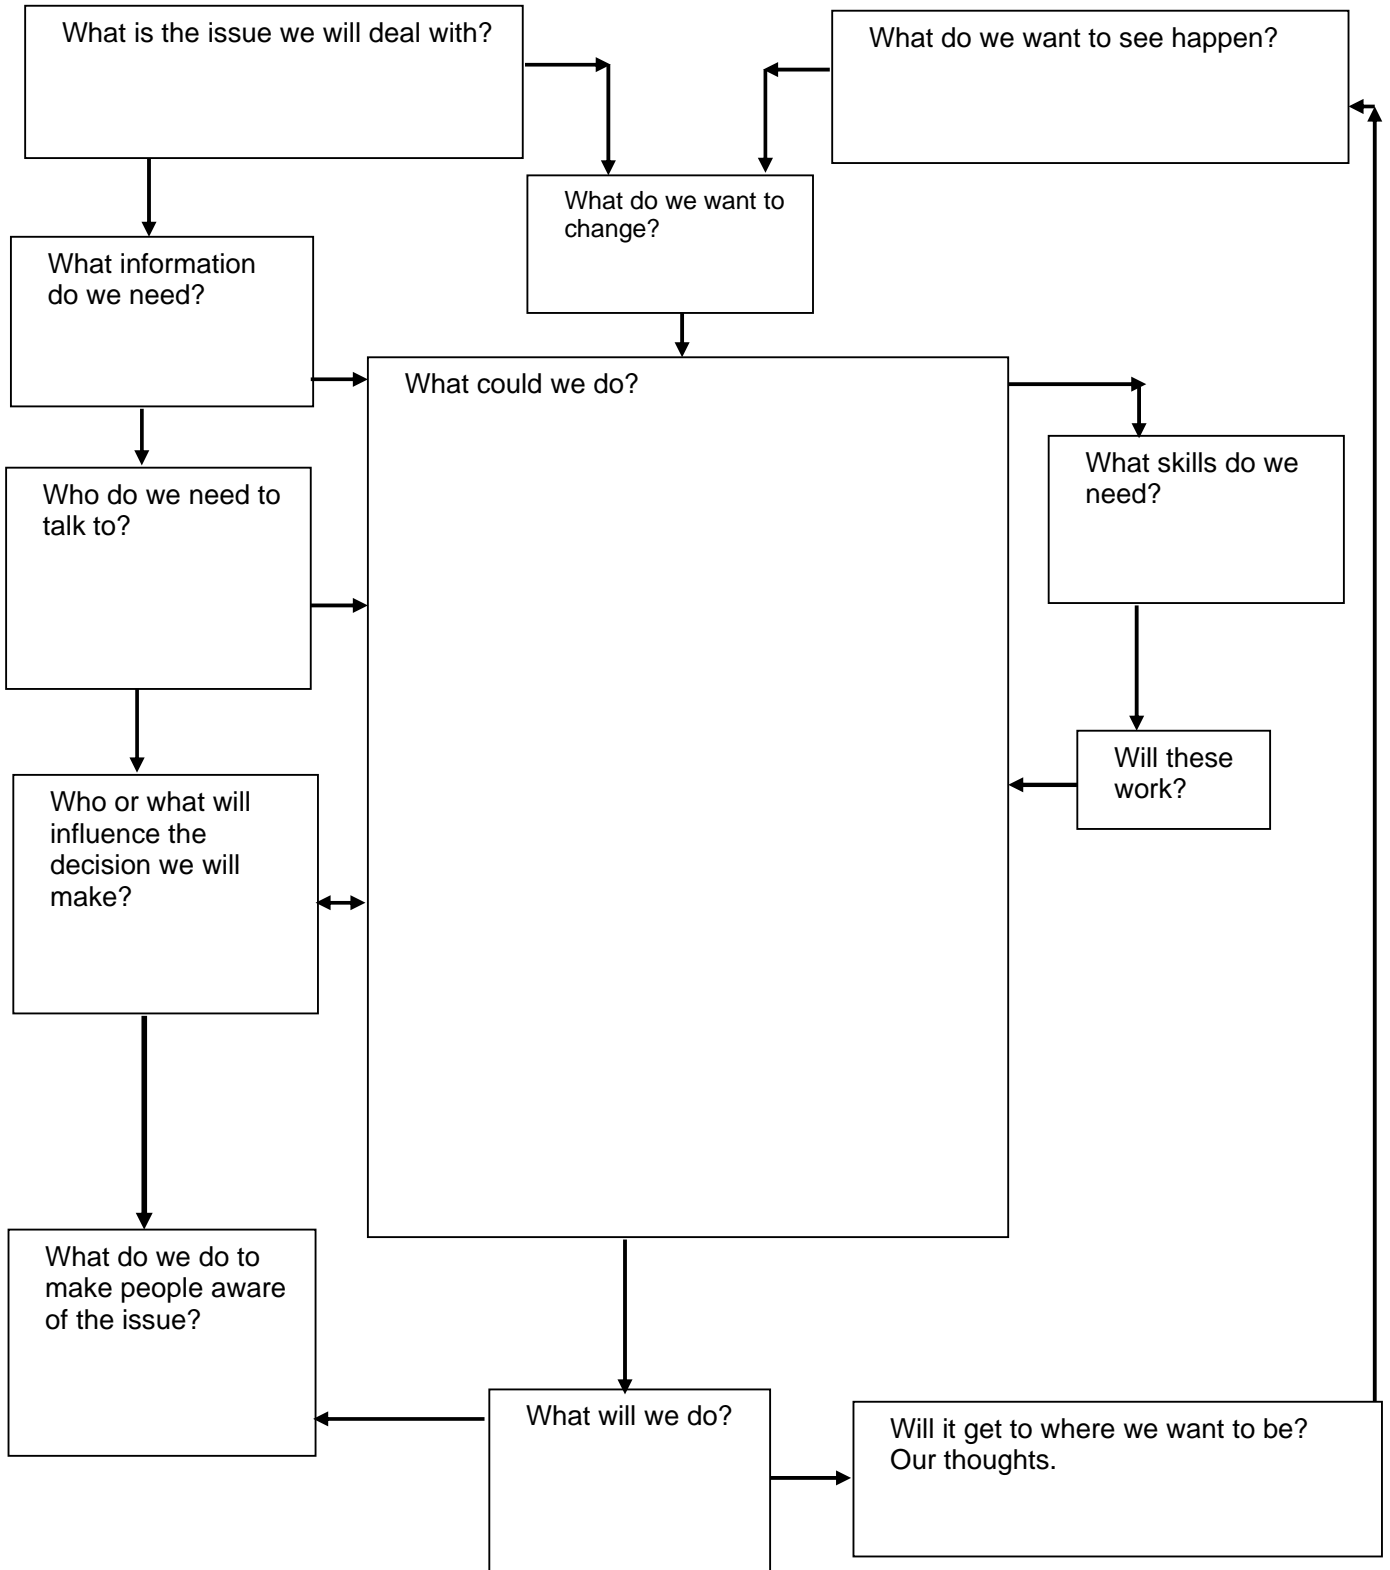 What is the issue we will deal with?
What do we want to see happen?
What do we want to
change?
What information
do we need?
What could we do?
What skills do we
need?
Who do we need to
talk to?
Will these
work?
Who or what will
influence the
decision we will
make?
What do we do to
make people aware
of the issue?
What will we do?
Will it get to where we want to be?
Our thoughts.